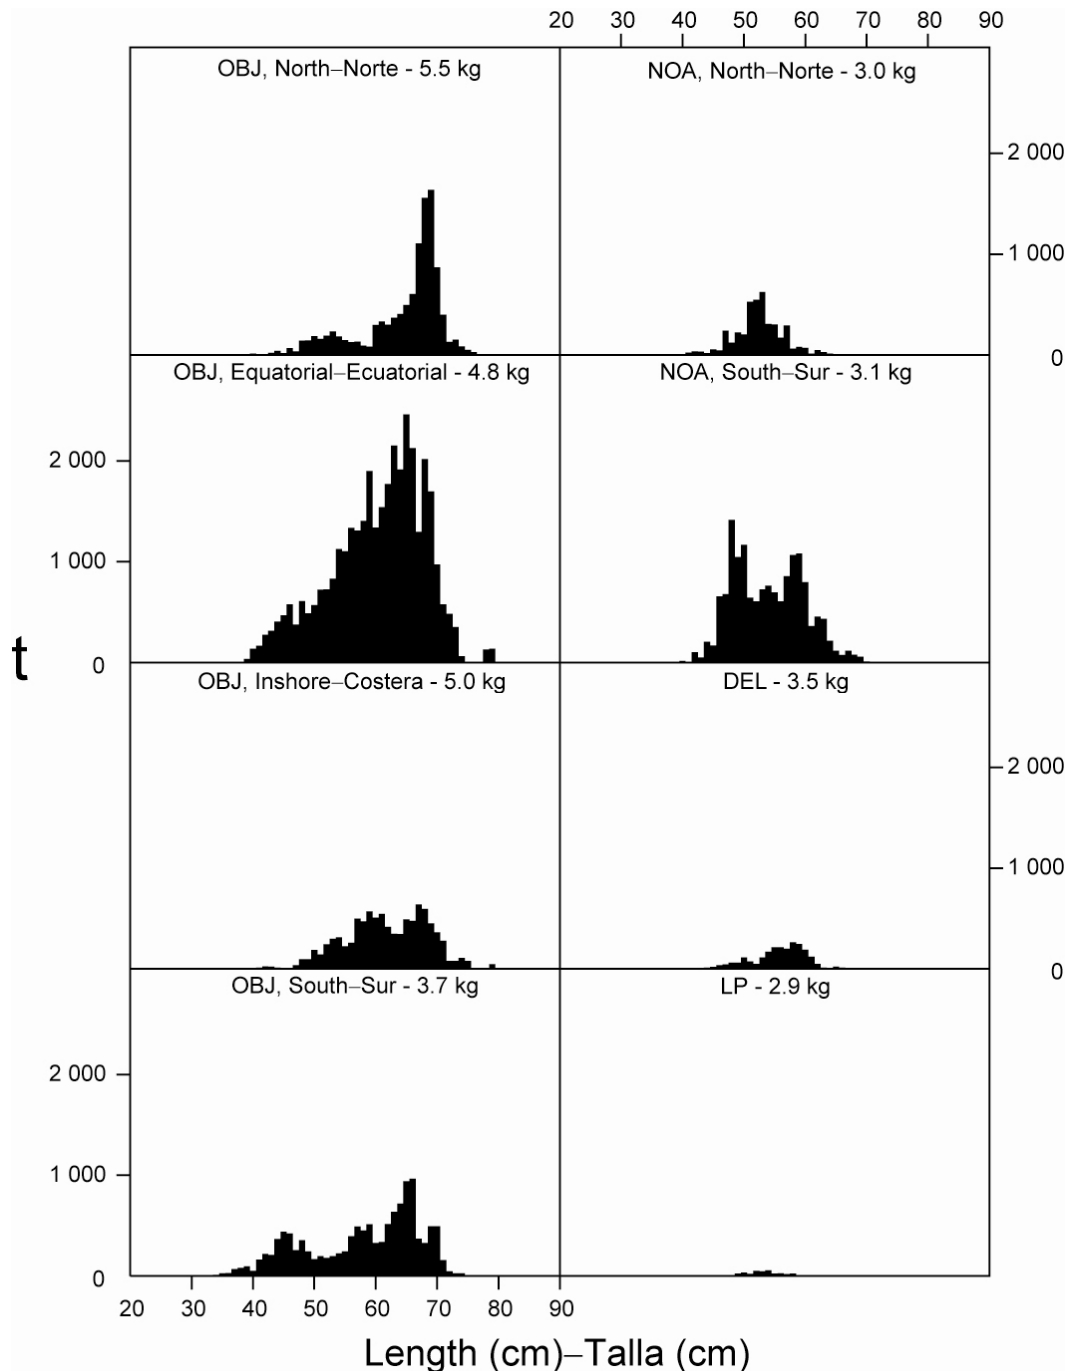 20 30 40 50 60 70 80 90
OBJ, North–Norte - 5.5 kg
NOA, North–Norte - 3.0 kg
2 000
1 000
0
OBJ, Equatorial–Ecuatorial - 4.8 kg
NOA, South–Sur - 3.1 kg
2 000
1 000
t
0
OBJ, Inshore–Costera - 5.0 kg
DEL - 3.5 kg
2 000
1 000
0
OBJ, South–Sur - 3.7 kg
LP - 2.9 kg
2 000
1 000
0
20 30 40 50 60 70 80 90
Length (cm)–Talla (cm)